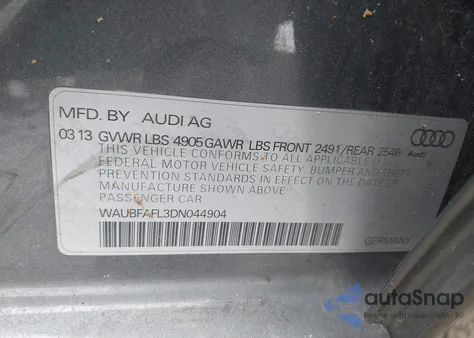 MFD. BY AUDI AG
03 13 GVWR LBS 4905 GAWR LBS FRONT 2491/REAR 2546
Audi
THIS VEHICLE CONFORMS TO ALL APPLICABLE U.S.
FEDERAL MOTOR VEHICLE SAFETY, BUMPER AND THEFT
PREVENTION STANDARDS IN EFFECT ON THE DATE OF
MANUFACTURE SHOWN ABOVE.
PASSENGER CAR
WAUBFAFL3DN044904
GERMANY
autoSnap